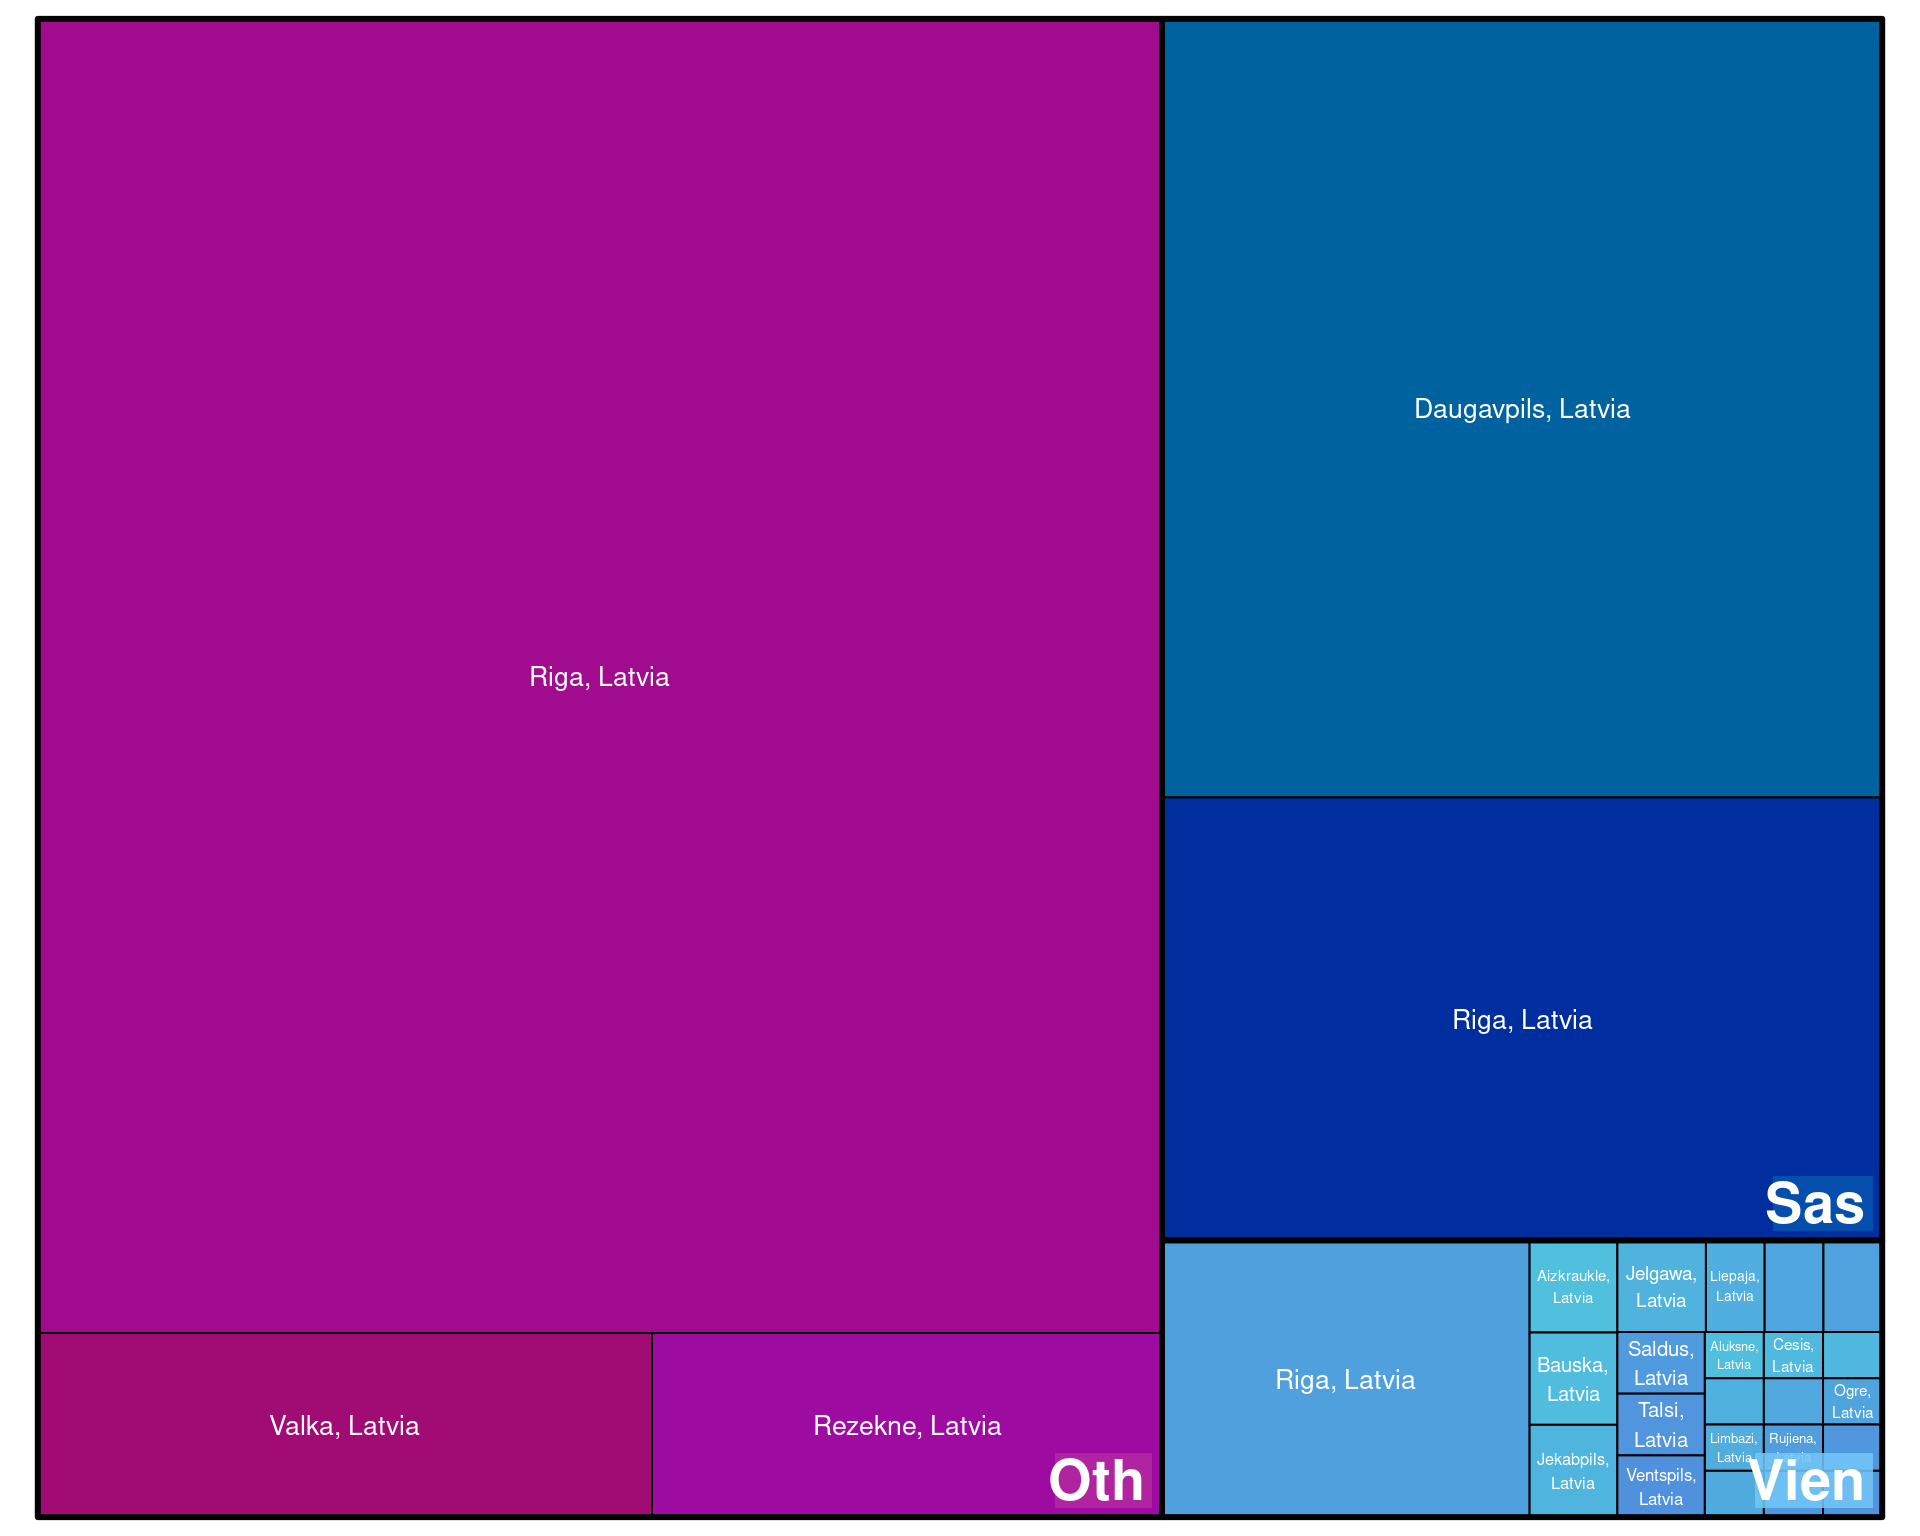 Riga, Latvia
Valka, Latvia
Rezekne, Latvia
Oth
Daugavpils, Latvia
Riga, Latvia
Sas
Riga, Latvia
Aizkraukle,
Latvia
Bauska,
Latvia
Jekabpils,
Latvia
Jelgawa,
Latvia
Saldus,
Latvia
Talsi,
Latvia
Ventspils,
Latvia
Liepaja,
Latvia
Aluksne,
Latvia
Cesis,
Latvia
Ogre,
Latvia
Limbazi,
Latvia
Rujiena,
Vien